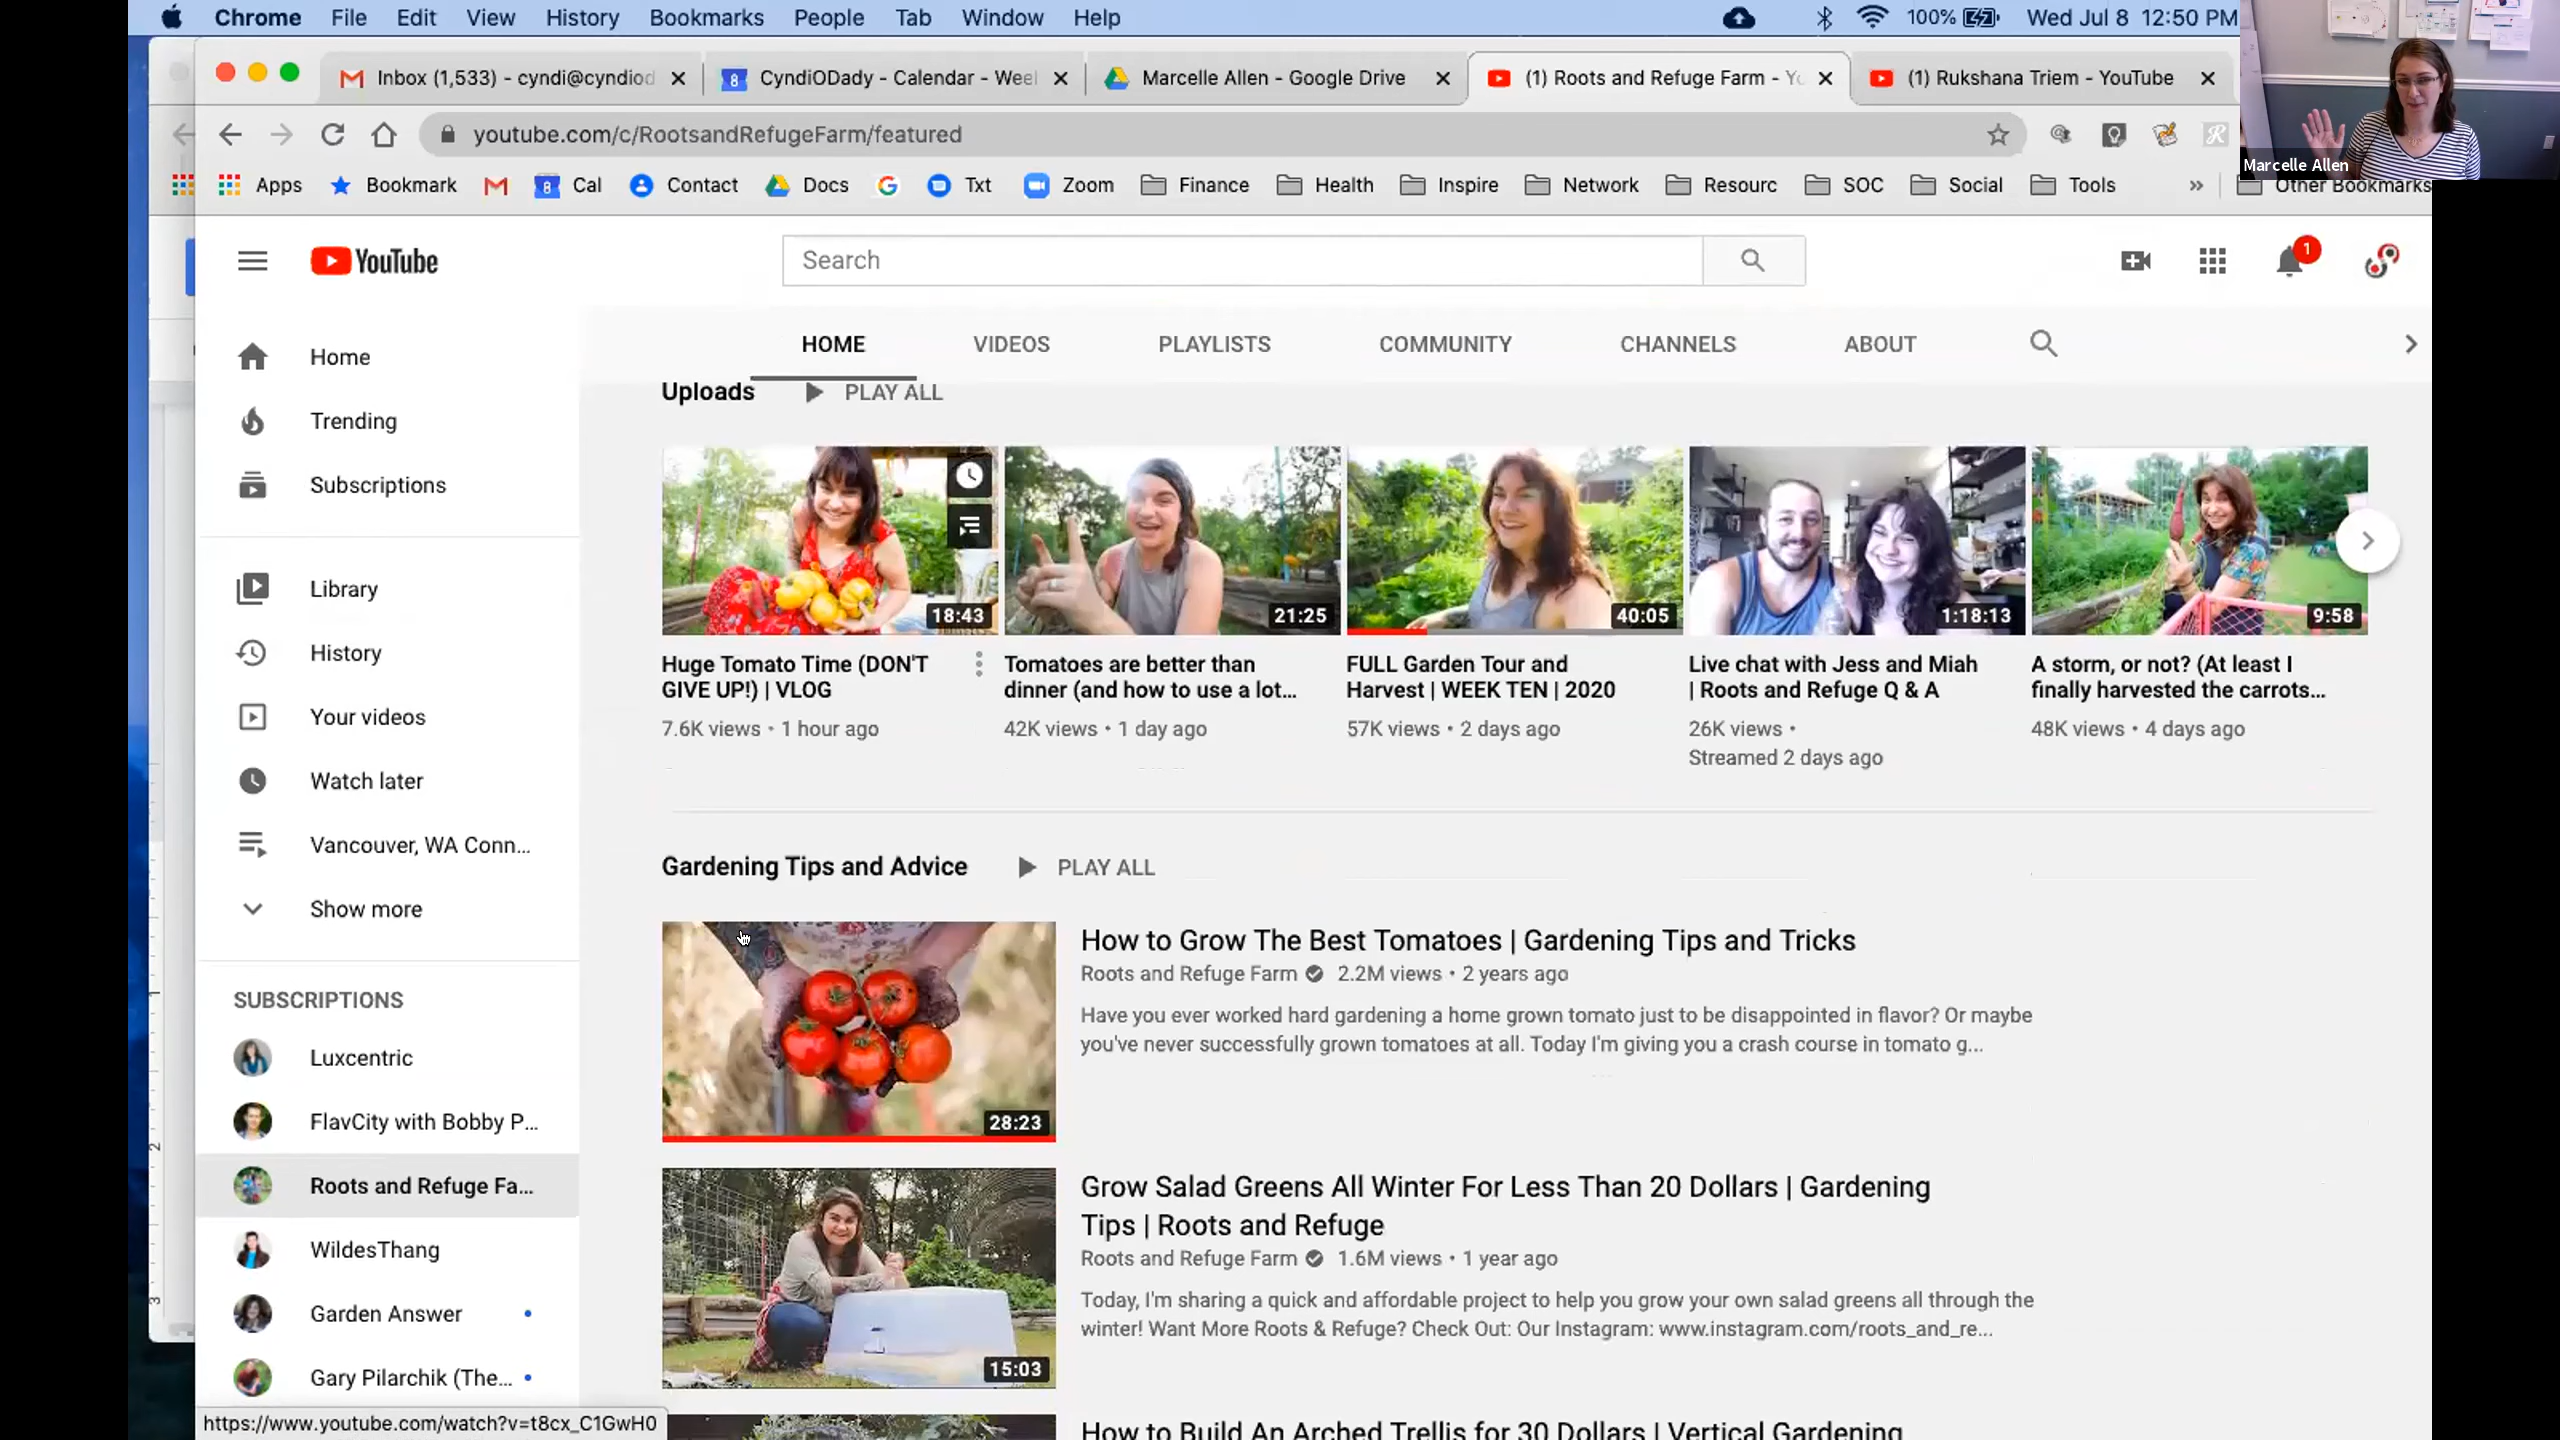 Chrome File Edit View History Bookmarks People Tab Window Help 100% Wed Jul 8 12:50 PM
Inbox (1,533) - cyndi@cyndiod
8 CyndiODady - Calendar - Week
Marcelle Allen - Google Drive
(1) Roots and Refuge Farm - Yo
(1) Rukshana Triem - YouTube
youtube.com/c/RootsandRefugeFarm/featured
Marcelle Allen
Apps Bookmark 8 Cal Contact Docs Txt Zoom Finance Health Inspire Network Resourc SOC Social Tools » Other Bookmarks
YouTube
Search
1
HOME VIDEOS PLAYLISTS COMMUNITY CHANNELS ABOUT
Home
Trending
Subscriptions
Library
History
Your videos
Watch later
Vancouver, WA Conn...
Show more
SUBSCRIPTIONS
Luxcentric
FlavCity with Bobby P...
Roots and Refuge Fa...
WildesThang
Garden Answer
Gary Pilarchik (The...
Uploads PLAY ALL
18:43
Huge Tomato Time (DON'T
GIVE UP!) | VLOG
7.6K views • 1 hour ago
21:25
Tomatoes are better than
dinner (and how to use a lot...
42K views • 1 day ago
40:05
FULL Garden Tour and
Harvest | WEEK TEN | 2020
57K views • 2 days ago
1:18:13
Live chat with Jess and Miah
| Roots and Refuge Q & A
26K views •
Streamed 2 days ago
9:58
A storm, or not? (At least I
finally harvested the carrots...
48K views • 4 days ago
Gardening Tips and Advice PLAY ALL
28:23
How to Grow The Best Tomatoes | Gardening Tips and Tricks
Roots and Refuge Farm 2.2M views • 2 years ago
Have you ever worked hard gardening a home grown tomato just to be disappointed in flavor? Or maybe
you've never successfully grown tomatoes at all. Today I'm giving you a crash course in tomato g...
15:03
Grow Salad Greens All Winter For Less Than 20 Dollars | Gardening
Tips | Roots and Refuge
Roots and Refuge Farm 1.6M views • 1 year ago
Today, I'm sharing a quick and affordable project to help you grow your own salad greens all through the
winter! Want More Roots & Refuge? Check Out: Our Instagram: www.instagram.com/roots_and_re...
How to Build An Arched Trellis for 30 Dollars | Vertical Gardening
https://www.youtube.com/watch?v=t8cx_C1GwH0
1
2
3